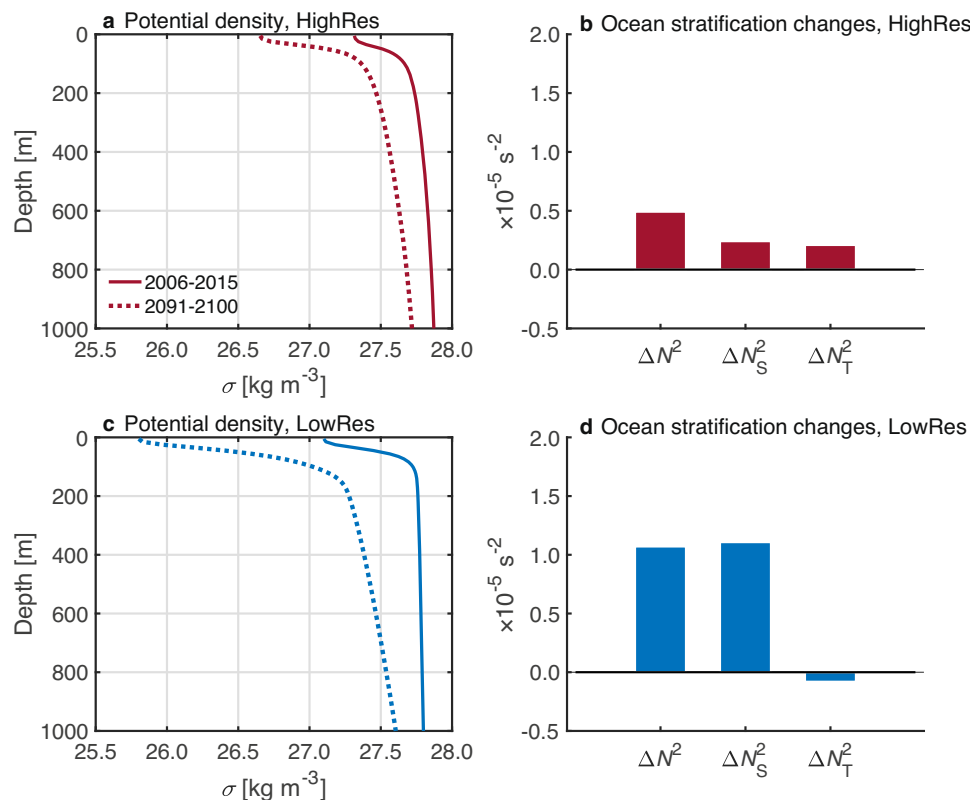 a Potential density, HighRes
0
200
400
600
800
1000
Depth [m]
2006-2015
2091-2100
25.5 26.0 26.5 27.0 27.5 28.0
σ [kg m⁻³]
b Ocean stratification changes, HighRes
2.0
1.5
1.0
0.5
0.0
-0.5
×10⁻⁵ s⁻²
ΔN² ΔN²_S ΔN²_T
c Potential density, LowRes
0
200
400
600
800
1000
Depth [m]
25.5 26.0 26.5 27.0 27.5 28.0
σ [kg m⁻³]
d Ocean stratification changes, LowRes
2.0
1.5
1.0
0.5
0.0
-0.5
×10⁻⁵ s⁻²
ΔN² ΔN²_S ΔN²_T